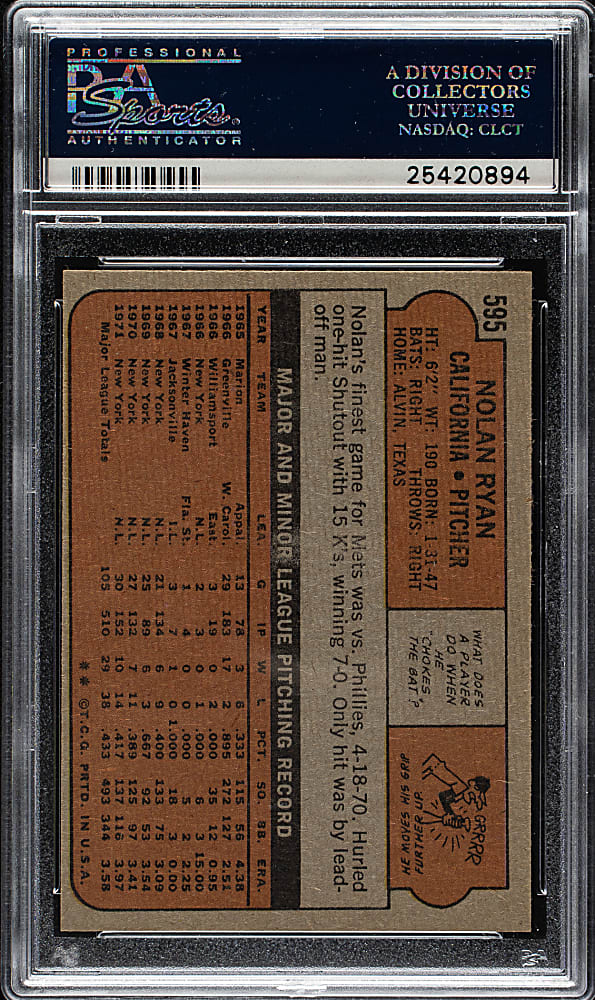 PROFESSIONAL
PSA
Sports.
AUTHENTICATOR
A DIVISION OF
COLLECTORS
UNIVERSE
NASDAQ: CLCT
25420894
595
NOLAN RYAN
CALIFORNIA • PITCHER
HT: 6'2" WT: 190 BORN: 1-31-47
BATS: RIGHT THROWS: RIGHT
HOME: ALVIN, TEXAS
WHAT DOES
A PLAYER
DO WHEN
HE
"CHOKES"
THE BAT?
GRRRR
HE MOVES HIS GRIP
FURTHER UP
Nolan's finest game for Mets was vs. Phillies, 4-18-70. Hurled
one-hit Shutout with 15 K's, winning 7-0. Only hit was by lead-
off man.
MAJOR AND MINOR LEAGUE PITCHING RECORD
YEAR TEAM LEA. G IP W L PCT. SO. BB. ERA.
1965 Marion Appal. 13 78 3 6 .333 115 56 4.38
1966 Greenville W. Carol. 29 183 17 2 .895 272 127 2.51
1966 Williamsport East. 3 19 0 2 .000 35 12 0.95
1966 New York N.L. 2 3 0 1 .000 6 3 15.00
1967 Winter Haven Fla. St. 1 4 0 0 .000 5 2 2.25
1967 Jacksonville I.L. 3 7 1 0 1.000 18 3 0.00
1968 New York N.L. 21 134 6 9 .400 133 75 3.09
1969 New York N.L. 25 89 6 3 .667 92 53 3.54
1970 New York N.L. 27 132 7 11 .389 125 97 3.41
1971 New York N.L. 30 152 10 14 .417 137 116 3.97
Major League Totals 105 510 29 38 .433 493 344 3.58
** ©T.C.G. PRTD. IN U.S.A.